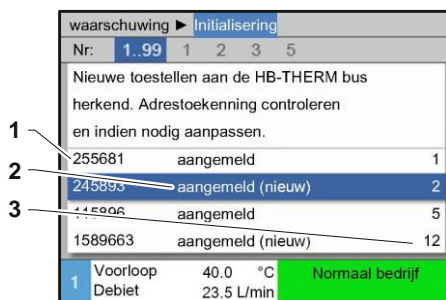 waarschuwing ► Initialisering
Nr: 1..99 1 2 3 5
Nieuwe toestellen aan de HB-THERM bus
herkend. Adrestoekenning controleren
en indien nodig aanpassen.
1
255681 aangemeld 1
2
245893 aangemeld (nieuw) 2
3
115896 aangemeld 5
1589663 aangemeld (nieuw) 12
1 Voorloop 40.0 °C Normaal bedrijf
Debiet 23.5 L/min